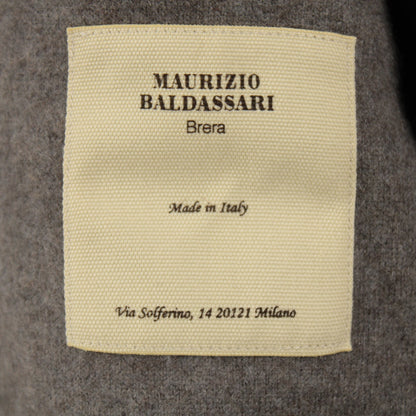 MAURIZIO
BALDASSARI
Brera
Made in Italy
Via Solferino, 14 20121 Milano